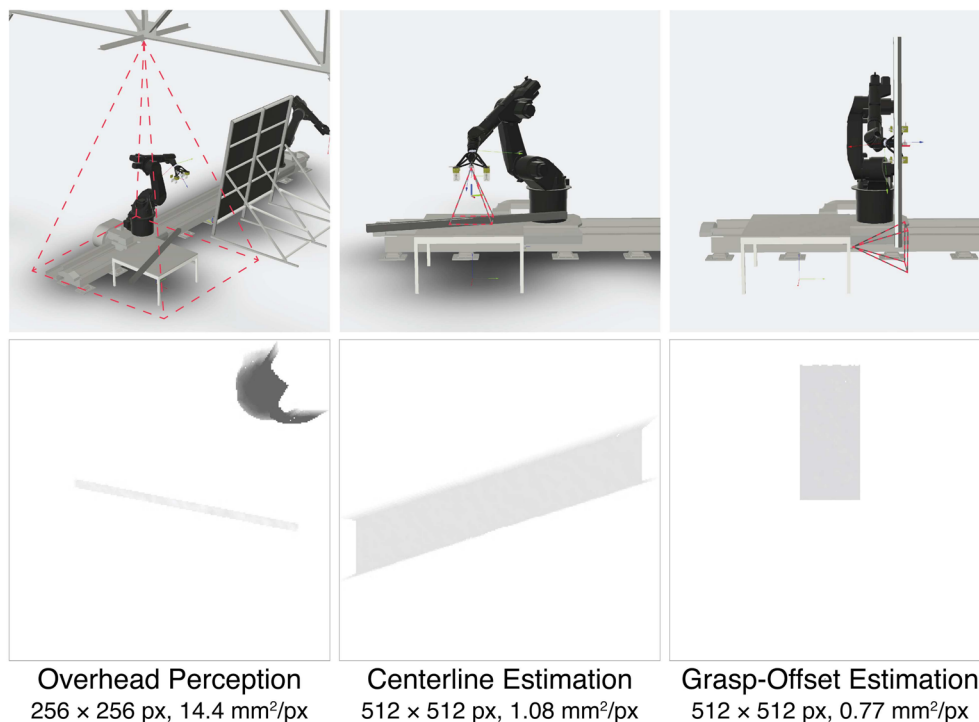 Overhead Perception
256 × 256 px, 14.4 mm²/px
Centerline Estimation
512 × 512 px, 1.08 mm²/px
Grasp-Offset Estimation
512 × 512 px, 0.77 mm²/px